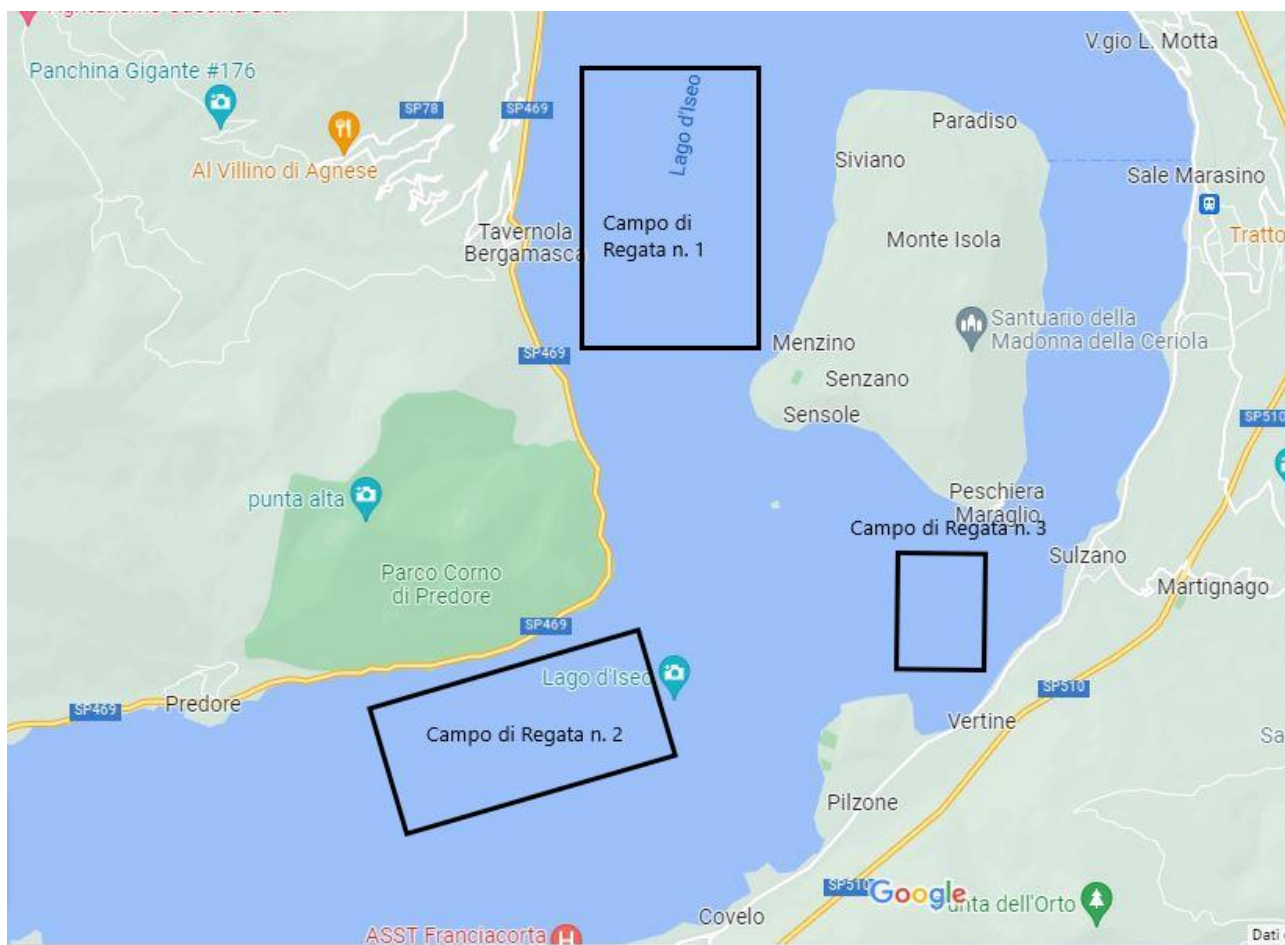 V.gio L. Motta
Panchina Gigante #176
SP78
SP469
Lago d'Iseo
Paradiso
Al Villino di Agnese
Siviano
Sale Marasino
Tavernola
Bergamasca
Campo di
Regata n. 1
Monte Isola
Tratto
Santuario della
Madonna della Ceriola
SP469
Menzino
Senzano
Sensole
SP510
punta alta
Peschiera
Maraglio
Campo di Regata n. 3
Sulzano
Parco Corno
di Predore
Martignago
SP469
Lago d'Iseo
SP510
SP469
Predore
Vertine
Campo di Regata n. 2
Sa
Pilzone
SP510
Google
Punta dell'Orto
Covelo
ASST Franciacorta
Dati